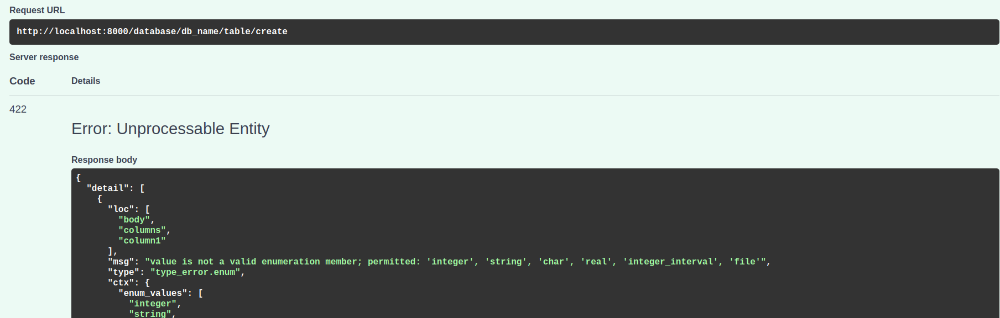 Request URL
http://localhost:8000/database/db_name/table/create
Server response
Code Details
422
Error: Unprocessable Entity
Response body
{
"detail": [
{
"loc": [
"body",
"columns",
"column1"
],
"msg": "value is not a valid enumeration member; permitted: 'integer', 'string', 'char', 'real', 'integer_interval', 'file'",
"type": "type_error.enum",
"ctx": {
"enum_values": [
"integer",
"string",